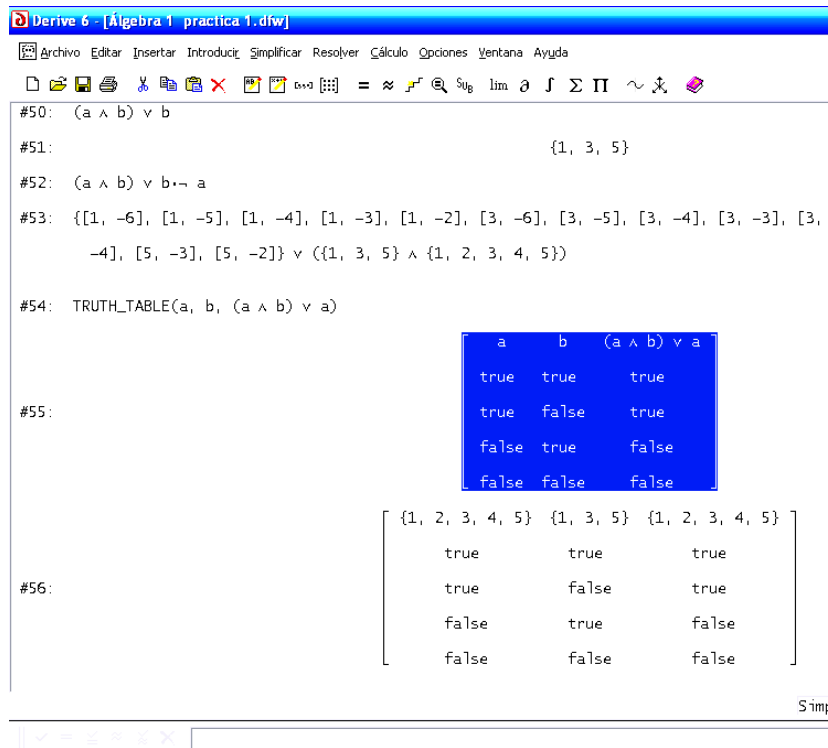 Derive 6 - [Álgebra 1 practica 1.dfw]
Archivo Editar Insertar Introducir Simplificar Resolver Cálculo Opciones Ventana Ayuda
= ≈ SUB lim ∂ ∫ Σ Π
#50: (a ∧ b) ∨ b
#51: {1, 3, 5}
#52: (a ∧ b) ∨ b·¬ a
#53: {[1, -6], [1, -5], [1, -4], [1, -3], [1, -2], [3, -6], [3, -5], [3, -4], [3, -3], [3,
-4], [5, -3], [5, -2]} ∨ ({1, 3, 5} ∧ {1, 2, 3, 4, 5})
#54: TRUTH_TABLE(a, b, (a ∧ b) ∨ a)
a b (a ∧ b) ∨ a
true true true
#55: true false true
false true false
false false false
{1, 2, 3, 4, 5} {1, 3, 5} {1, 2, 3, 4, 5}
true true true
#56: true false true
false true false
false false false
Simp